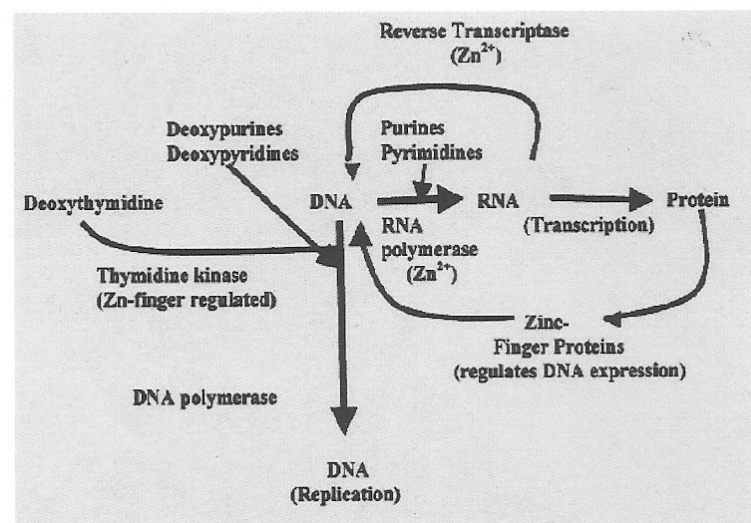 Reverse Transcriptase
(Zn²⁺)
Deoxypurines
Deoxypyridines
Purines
Pyrimidines
Deoxythymidine
DNA
RNA
Protein
RNA
polymerase
(Zn²⁺)
(Transcription)
Thymidine kinase
(Zn-finger regulated)
Zinc-
Finger Proteins
(regulates DNA expression)
DNA polymerase
DNA
(Replication)